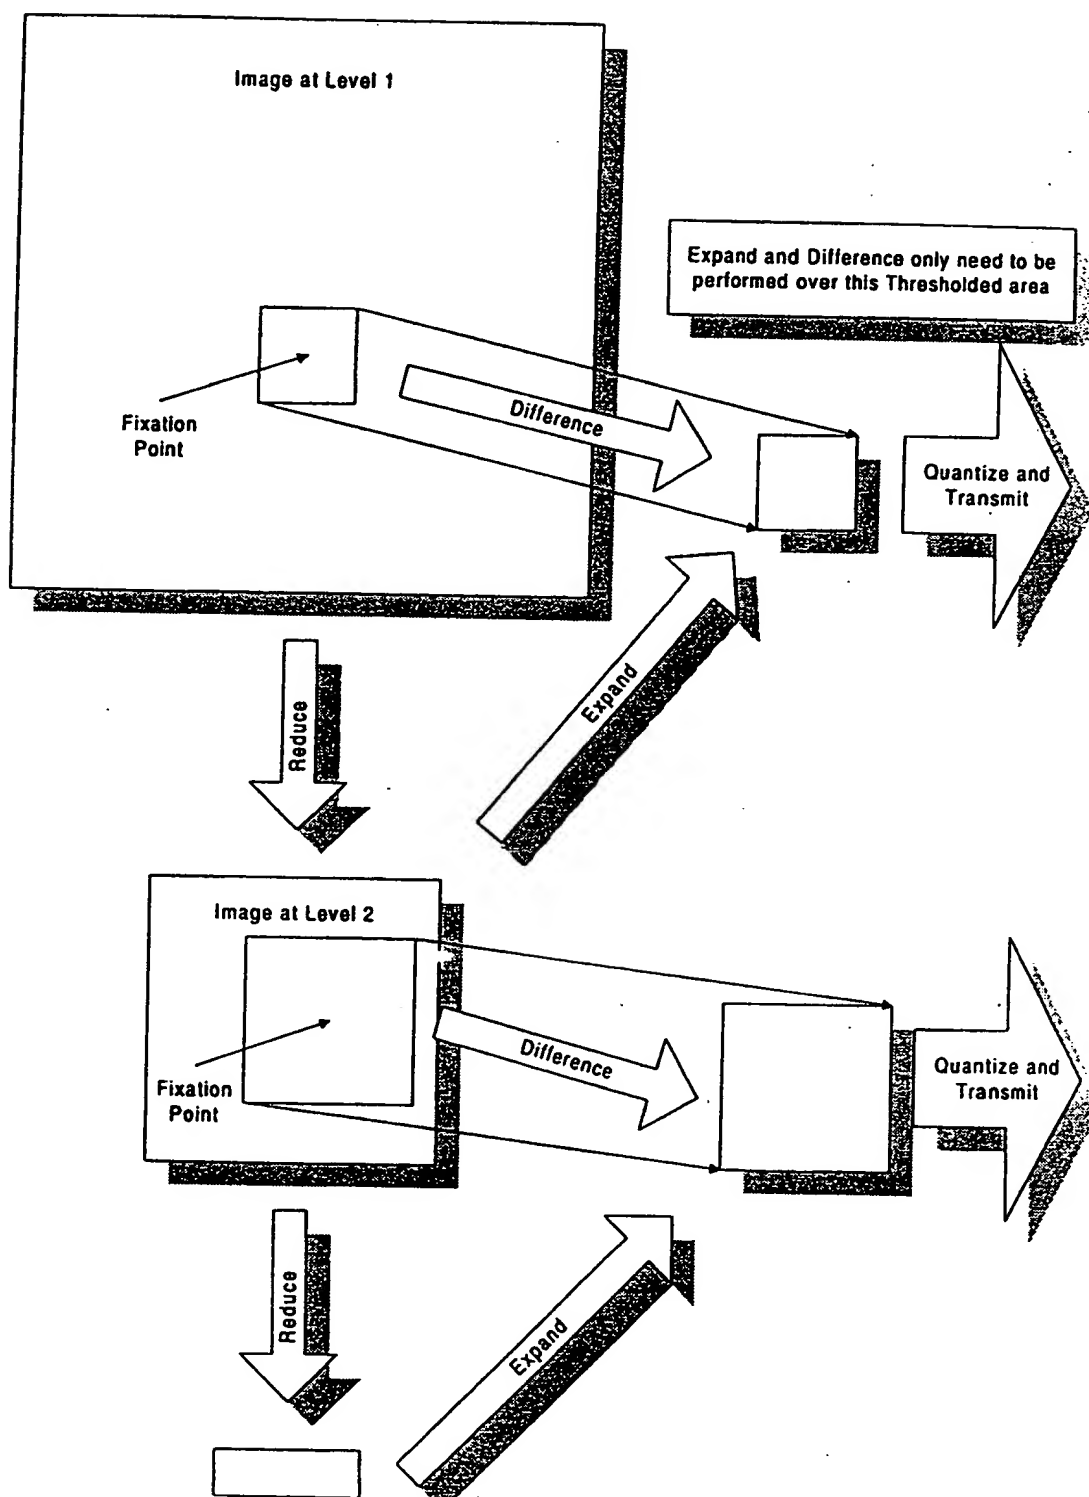 Image at Level 1
Expand and Difference only need to be
performed over this Thresholded area
Fixation
Point
Difference
Quantize and
Transmit
Reduce
Expand
Image at Level 2
Fixation
Point
Difference
Quantize and
Transmit
Reduce
Expand